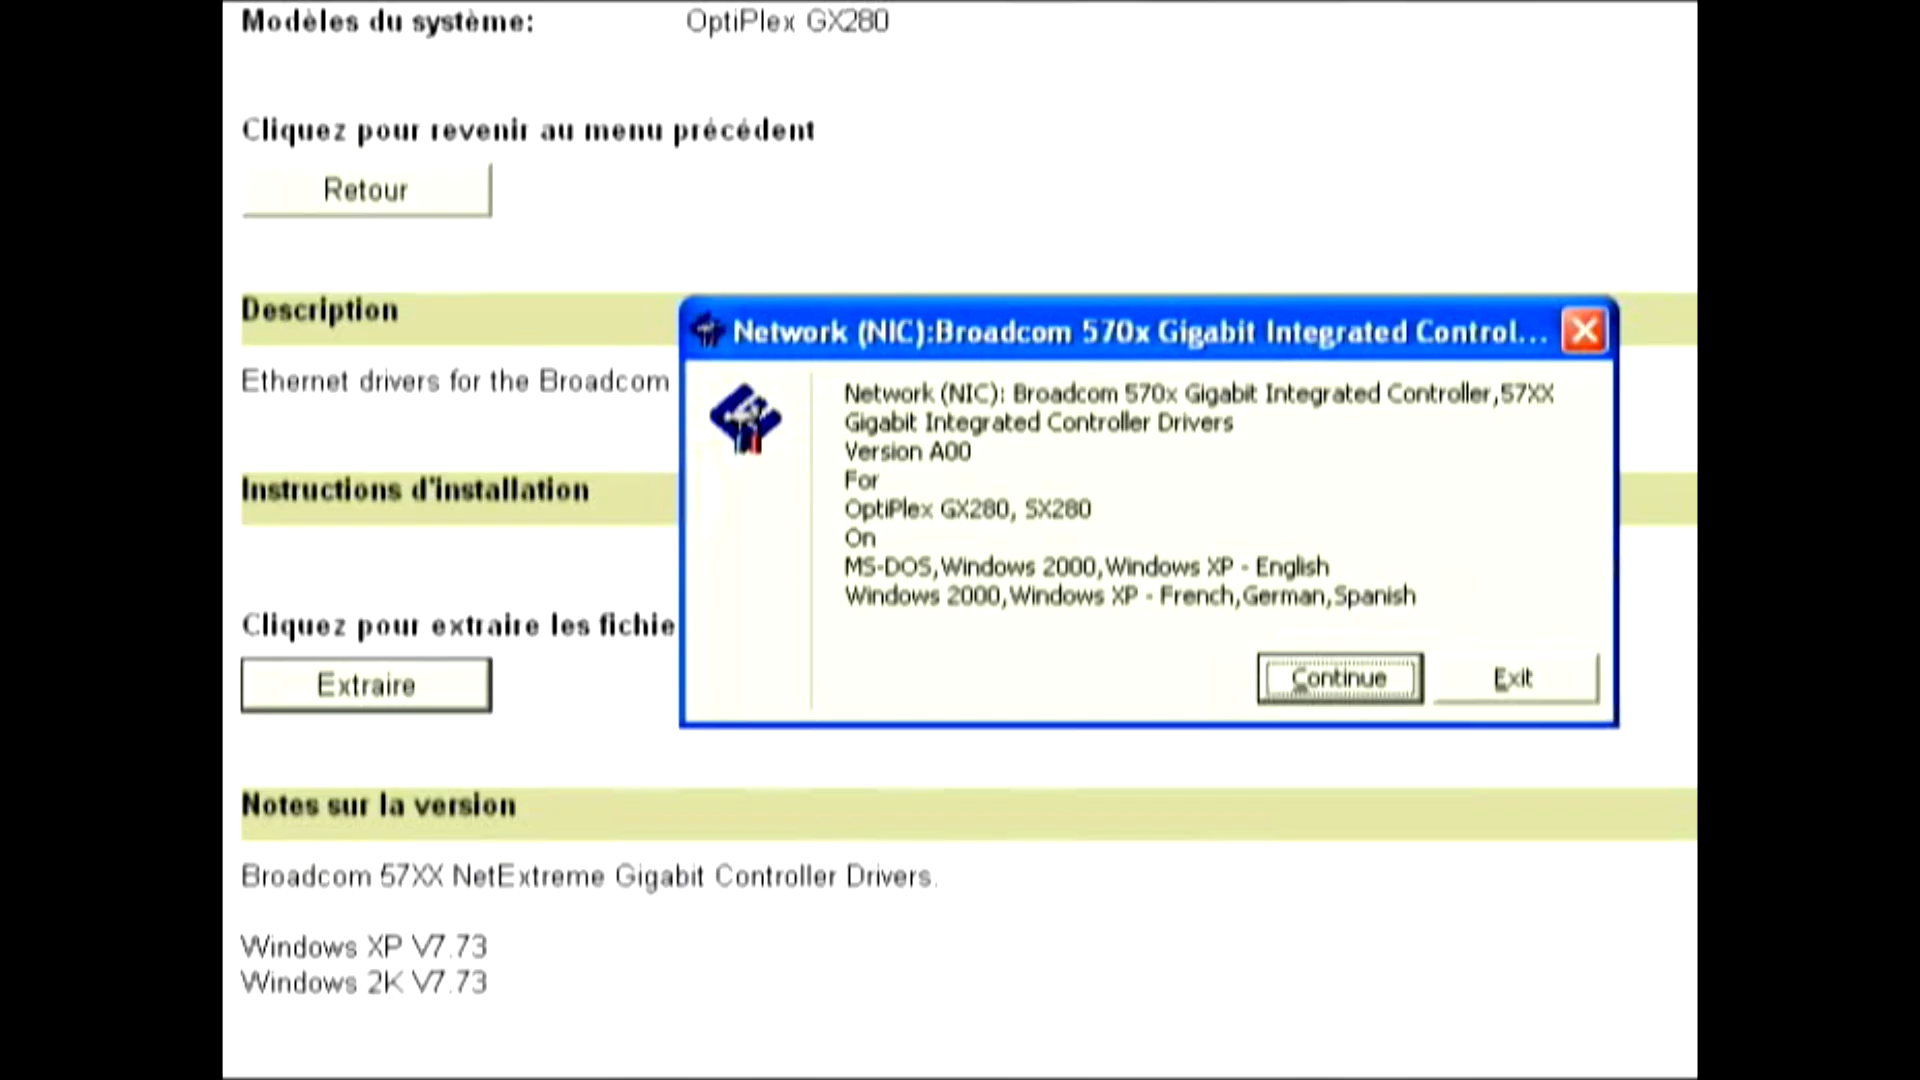 Modèles du système: OptiPlex GX280
Cliquez pour revenir au menu précédent
Retour
Description
Ethernet drivers for the Broadcom
Instructions d'installation
Cliquez pour extraire les fichie
Extraire
Network (NIC):Broadcom 570x Gigabit Integrated Control...
Network (NIC): Broadcom 570x Gigabit Integrated Controller,57XX
Gigabit Integrated Controller Drivers
Version A00
For
OptiPlex GX280, SX280
On
MS-DOS,Windows 2000,Windows XP - English
Windows 2000,Windows XP - French,German,Spanish
Continue Exit
Notes sur la version
Broadcom 57XX NetExtreme Gigabit Controller Drivers.
Windows XP V7.73
Windows 2K V7.73